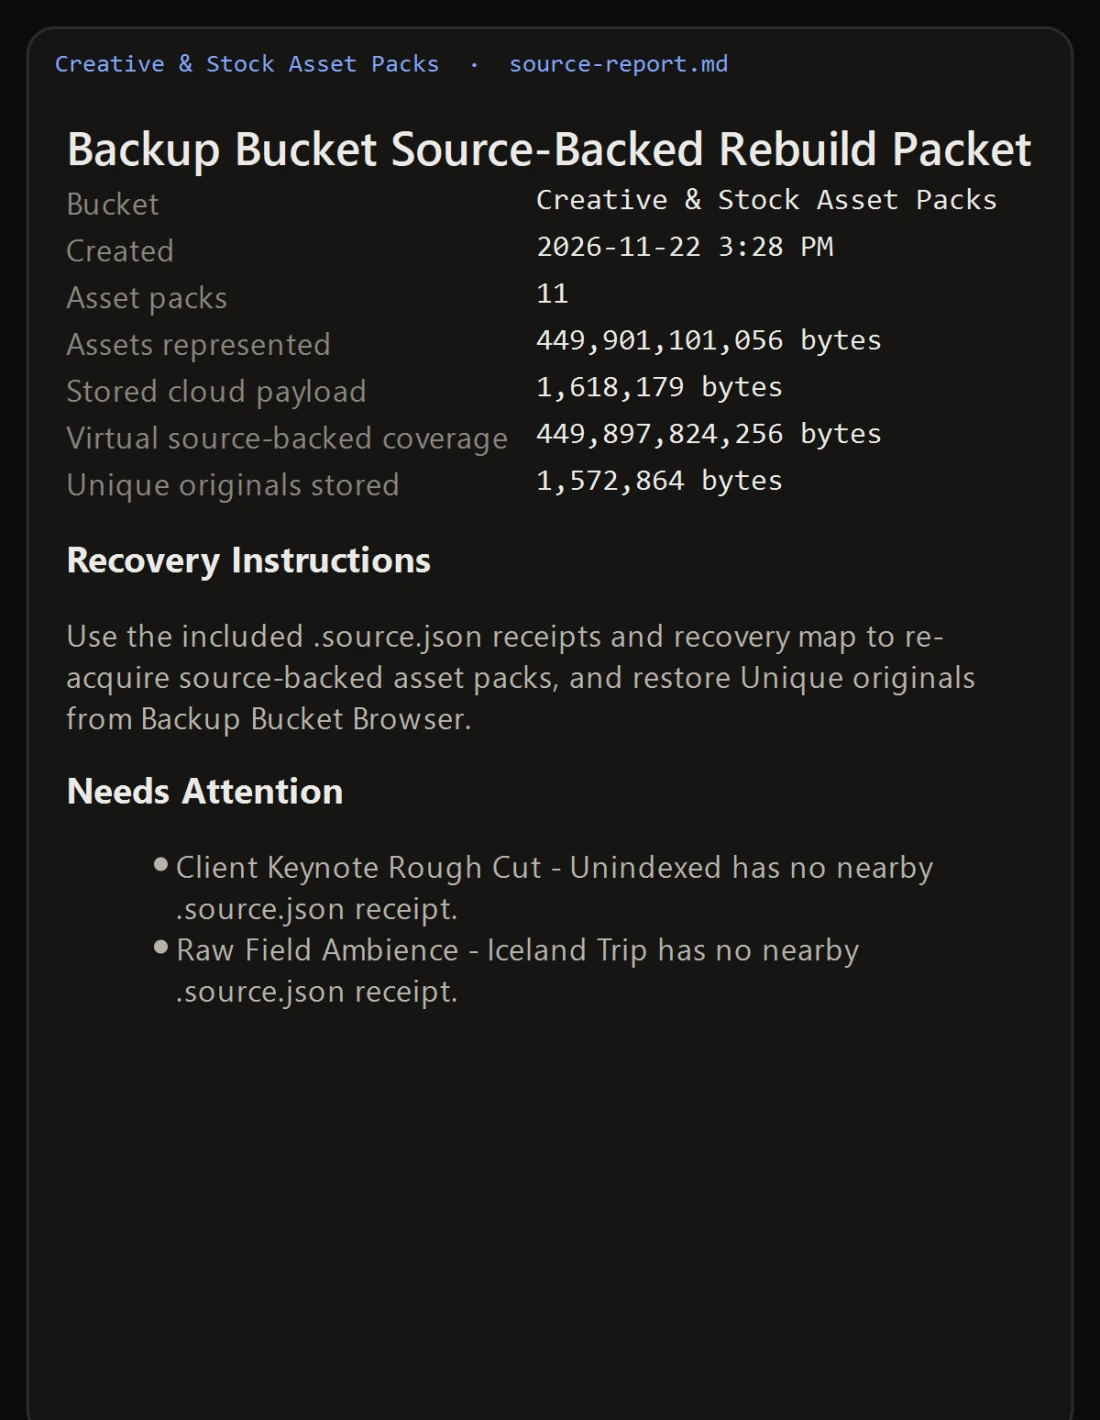 Creative & Stock Asset Packs · source-report.md
Backup Bucket Source-Backed Rebuild Packet
Bucket Creative & Stock Asset Packs
Created 2026-11-22 3:28 PM
Asset packs 11
Assets represented 449,901,101,056 bytes
Stored cloud payload 1,618,179 bytes
Virtual source-backed coverage 449,897,824,256 bytes
Unique originals stored 1,572,864 bytes
Recovery Instructions
Use the included .source.json receipts and recovery map to re-
acquire source-backed asset packs, and restore Unique originals
from Backup Bucket Browser.
Needs Attention
• Client Keynote Rough Cut - Unindexed has no nearby
.source.json receipt.
• Raw Field Ambience - Iceland Trip has no nearby
.source.json receipt.